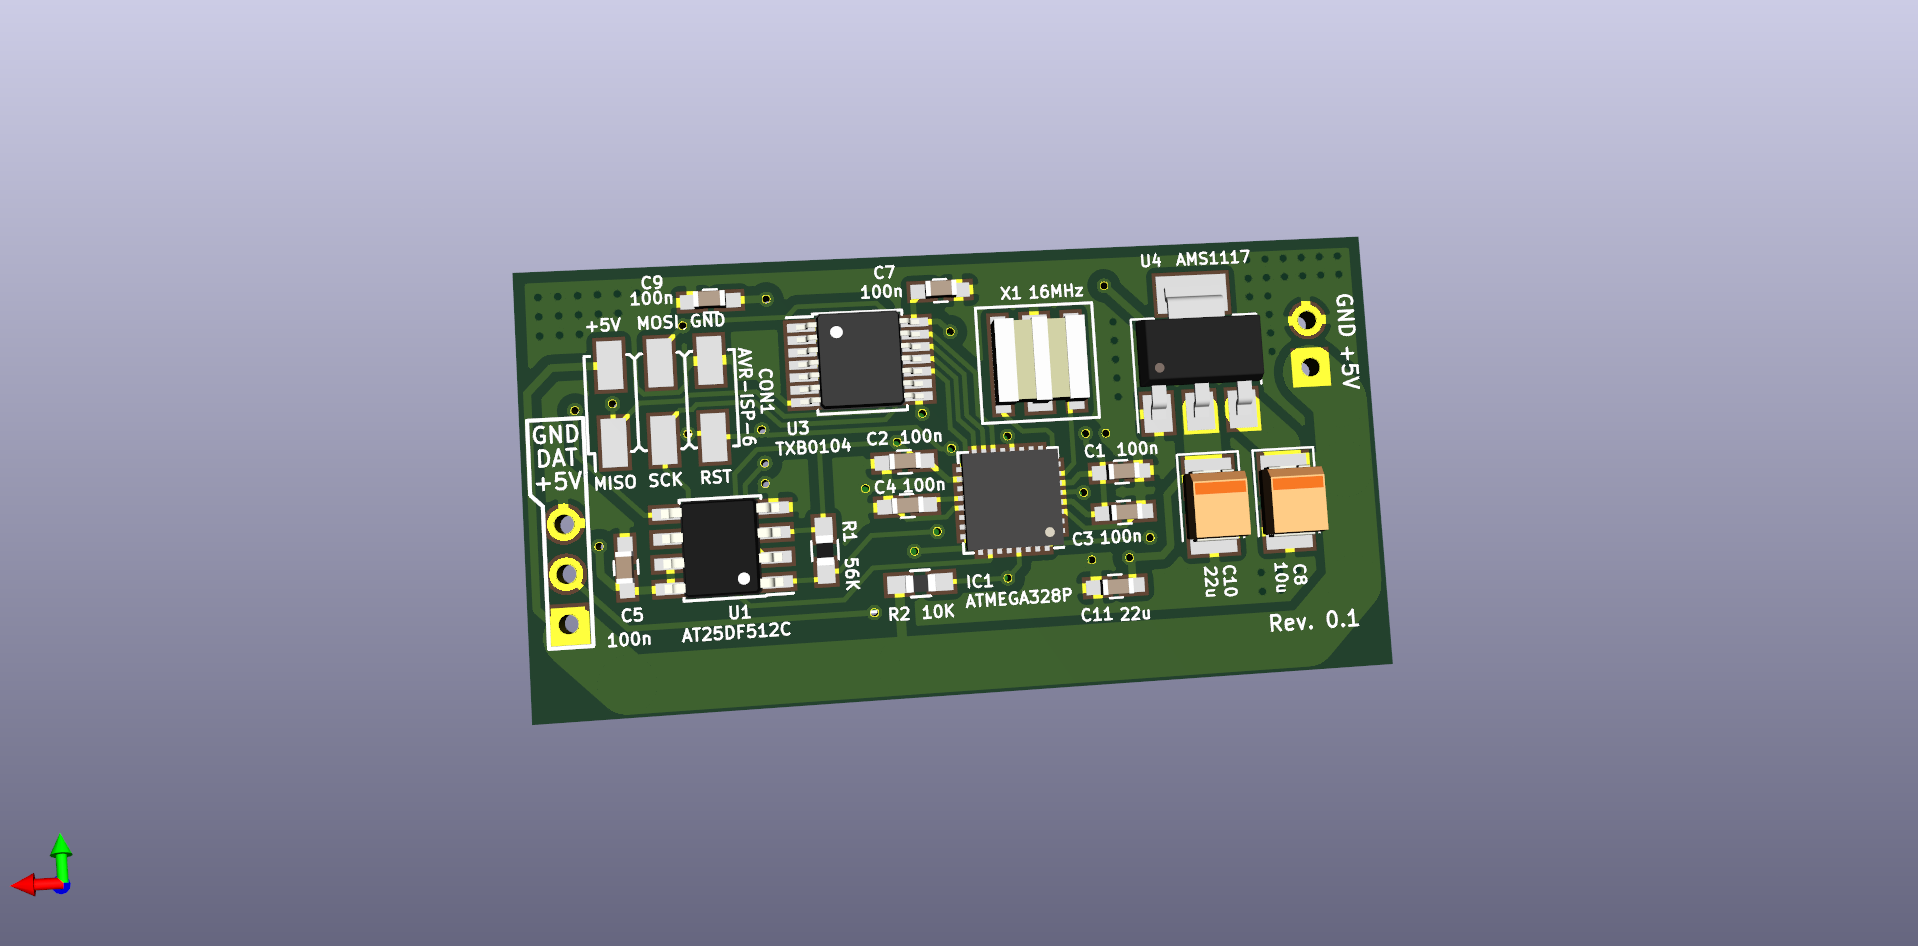 U4 AMS1117
C7
100n
C9
100n
X1 16MHz
GND +5V
+5V
MOSI
GND
CON1
AVR-ISP-6
U3
TXB0104
C2 100n
C1 100n
GND
DAT
+5V
MISO
SCK
RST
C4 100n
R1
56K
C3 100n
C10
22u
C8
10u
IC1
ATMEGA328P
R2 10K
C11 22u
C5
100n
U1
AT25DF512C
Rev. 0.1